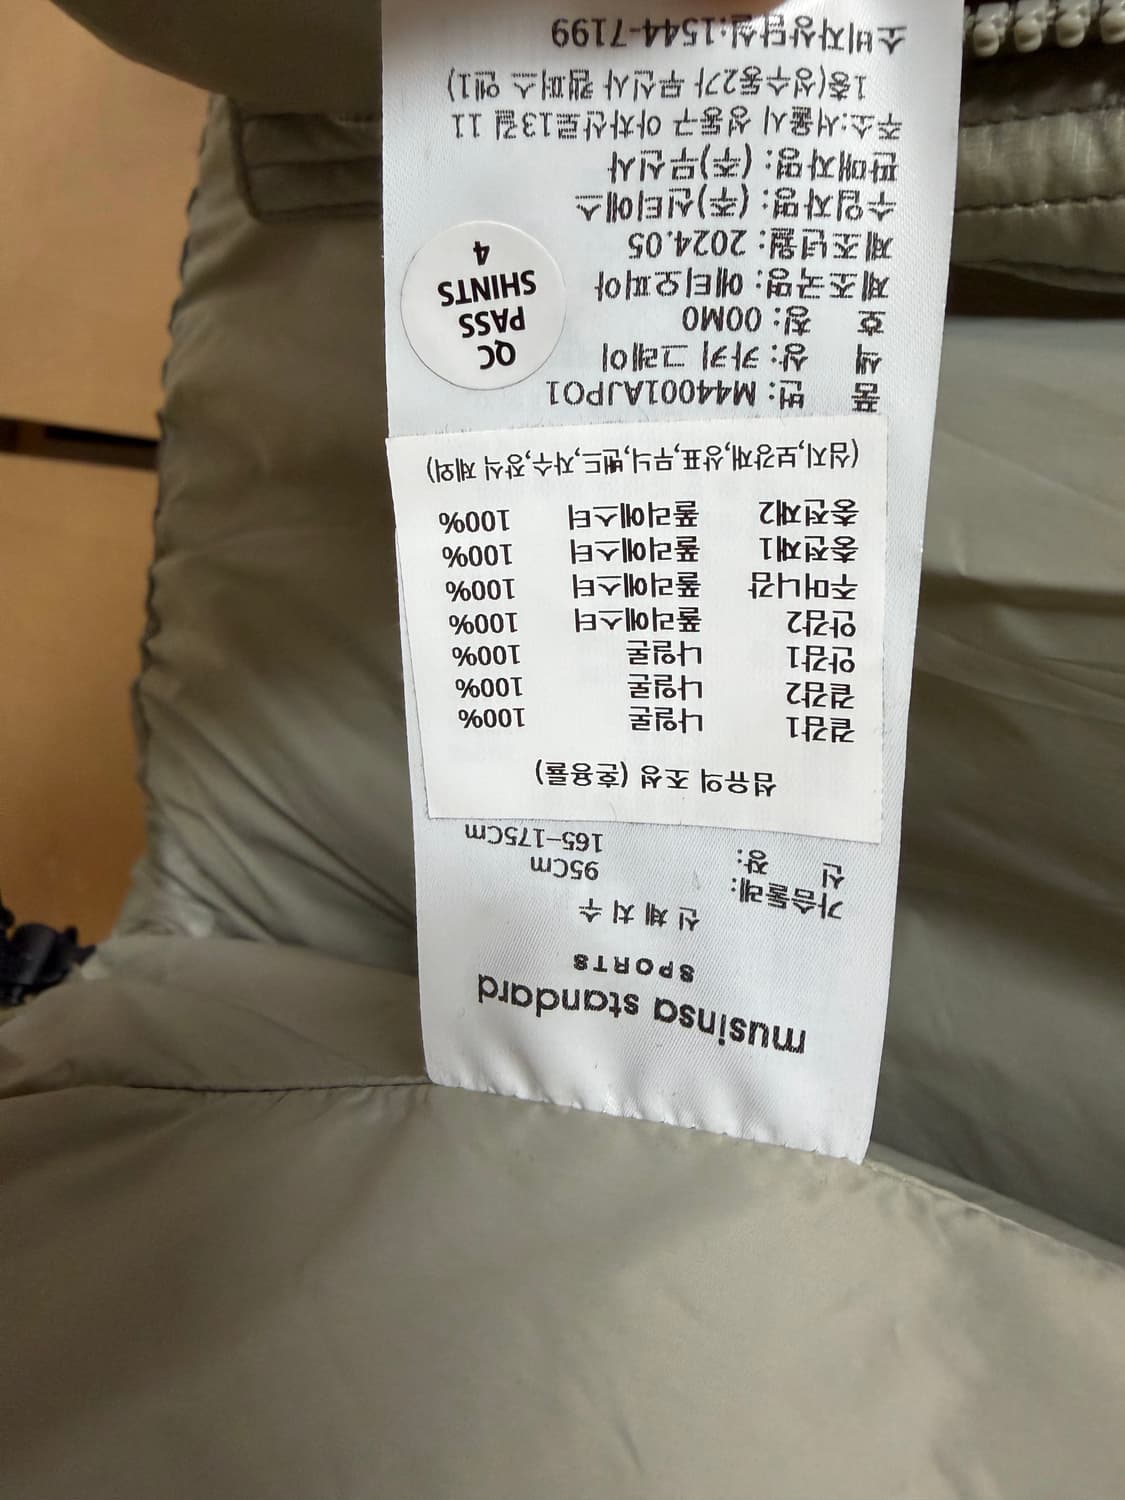 musinsa standard
SPORTS
신 체 치 수
가슴둘레: 95Cm
신 장: 165-175Cm
섬유의 조성 (혼용률)
겉감1 나일론 100%
겉감2 나일론 100%
안감1 나일론 100%
안감2 폴리에스터 100%
주머니감 폴리에스터 100%
충전재1 폴리에스터 100%
충전재2 폴리에스터 100%
(심지,보강재,상표,무늬,밴드,자수,장식 제외)
품 번: M44001AJPO1
색 상: 카키 그레이
호 칭: 00M0
제조국명: 에티오피아
제조년월: 2024.05
수입자명: (주)신티에스
판매자명: (주)무신사
주소:서울시 성동구 아차산로13길 11
1층(성수동2가 무신사 캠퍼스 엔1)
소비자상담실:1544-7199
QC
PASS
SHINTS
4